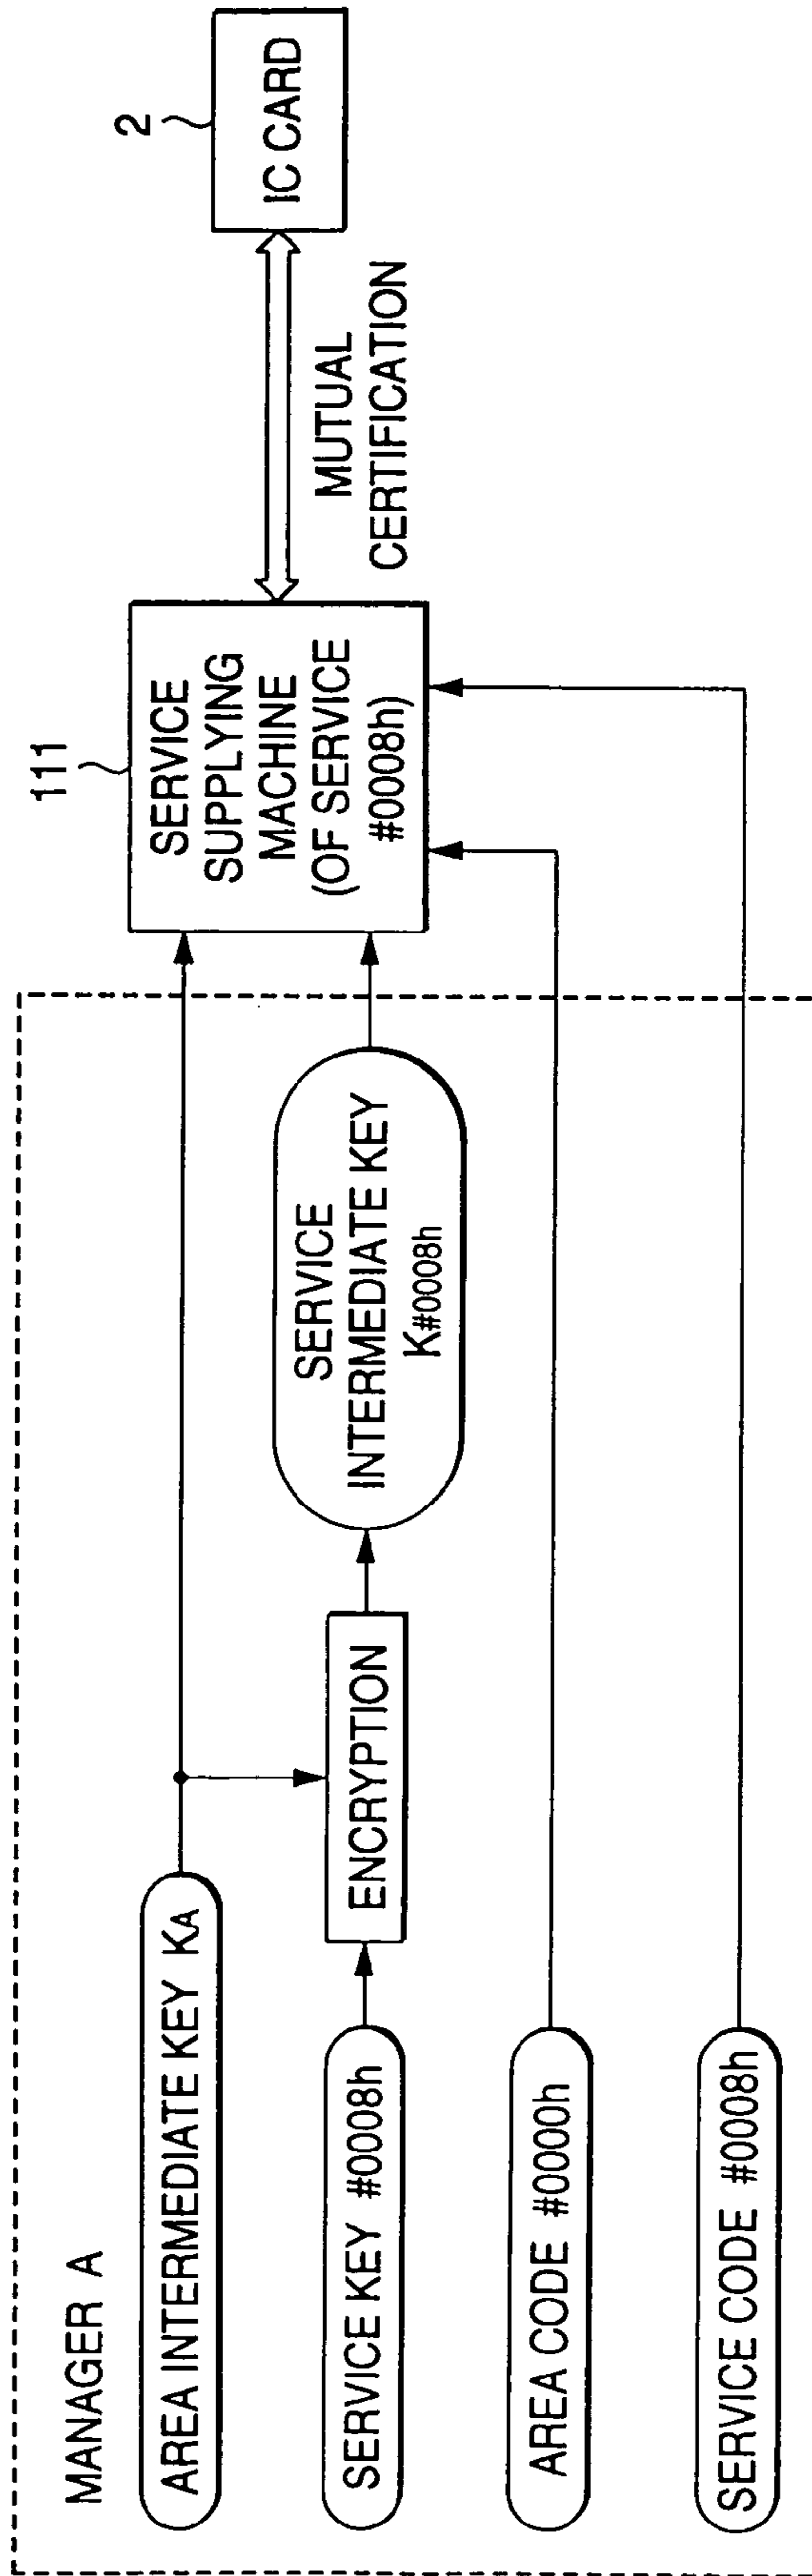 MANAGER A
AREA INTERMEDIATE KEY KA
SERVICE KEY #0008h
AREA CODE #0000h
SERVICE CODE #0008h
ENCRYPTION
SERVICE
INTERMEDIATE KEY
K#0008h
111
SERVICE
SUPPLYING
MACHINE
(OF SERVICE
#0008h)
MUTUAL
CERTIFICATION
2
IC CARD